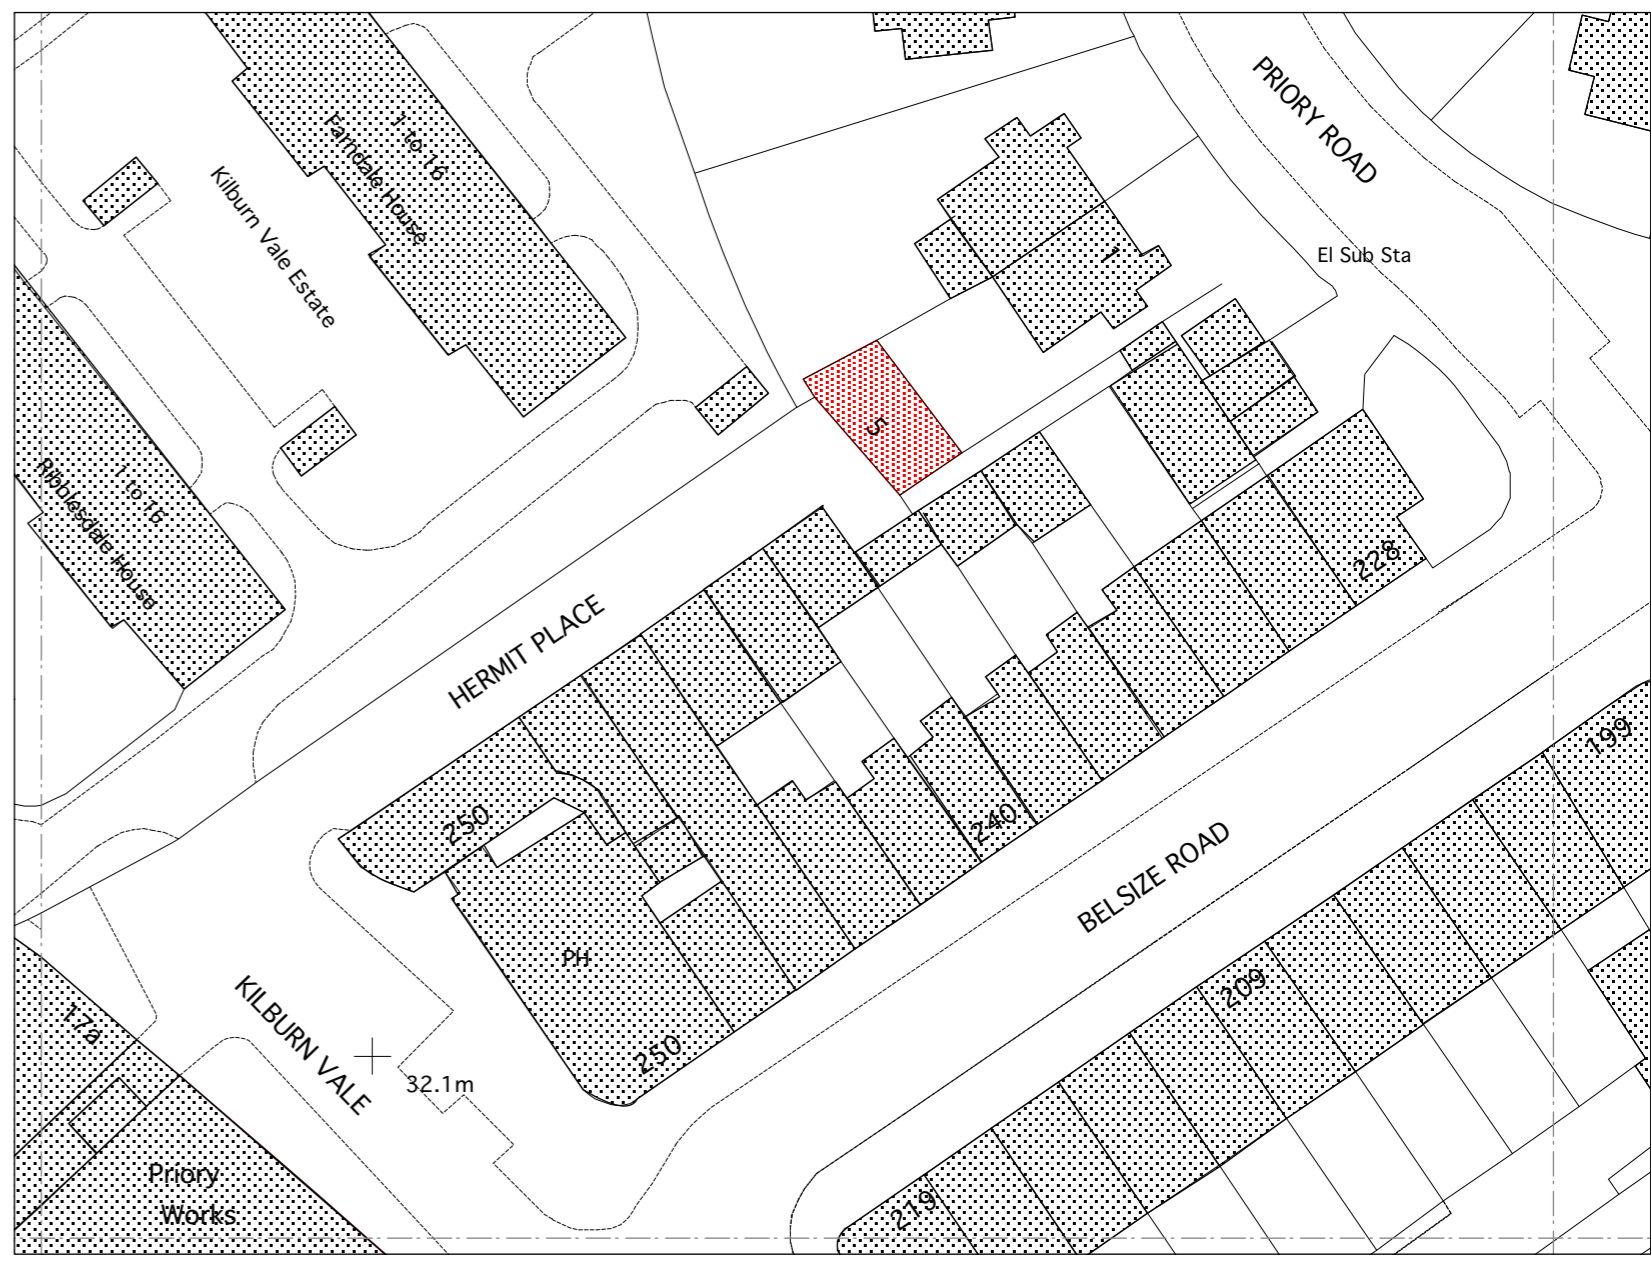 PRIORY ROAD
1 to 16
Farndale House
Kilburn Vale Estate
El Sub Sta
1
5
1 to 16
Ribblesdale House
228
HERMIT PLACE
199
250
240
BELSIZE ROAD
PH
209
17a
KILBURN VALE
250
32.1m
Priory
Works
219